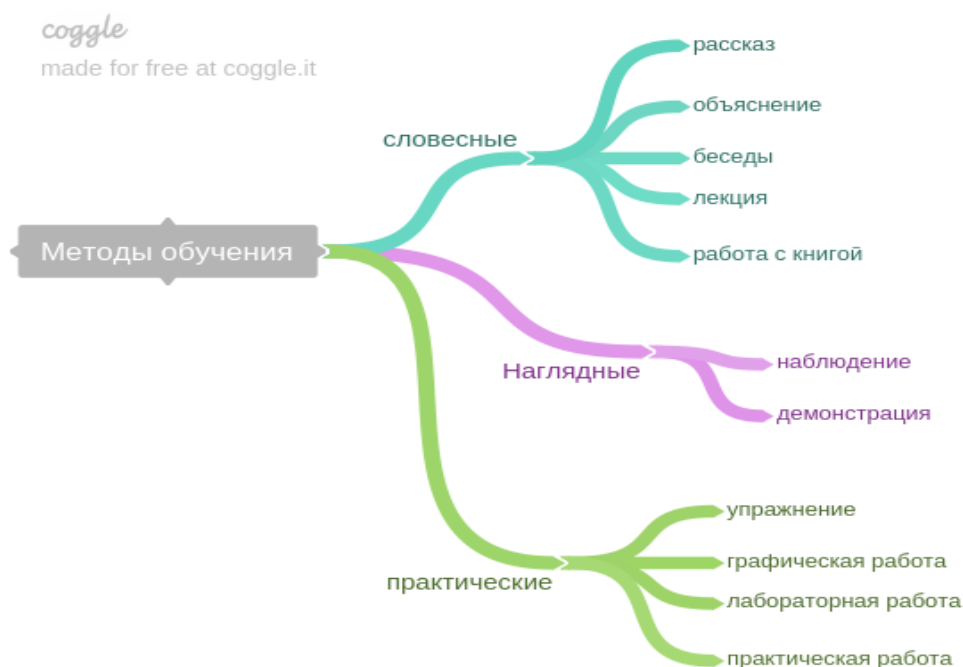 coggle
made for free at coggle.it
Методы обучения
словесные
рассказ
объяснение
беседы
лекция
работа с книгой
Наглядные
наблюдение
демонстрация
практические
упражнение
графическая работа
лабораторная работа
практическая работа